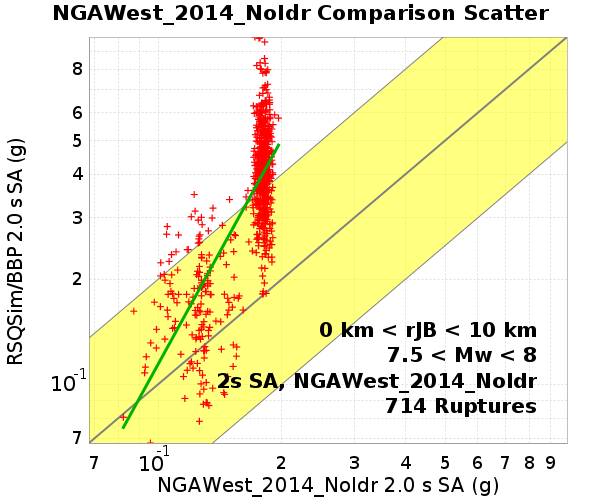 NGAWest_2014_NoIdr Comparison Scatter
RSQSim/BBP 2.0 s SA (g)
8
6
5
4
3
2
10-1
7
0 km < rJB < 10 km
7.5 < Mw < 8
2s SA, NGAWest_2014_NoIdr
714 Ruptures
7 10-1 2 3 4 5 6 7 8 9
NGAWest_2014_NoIdr 2.0 s SA (g)